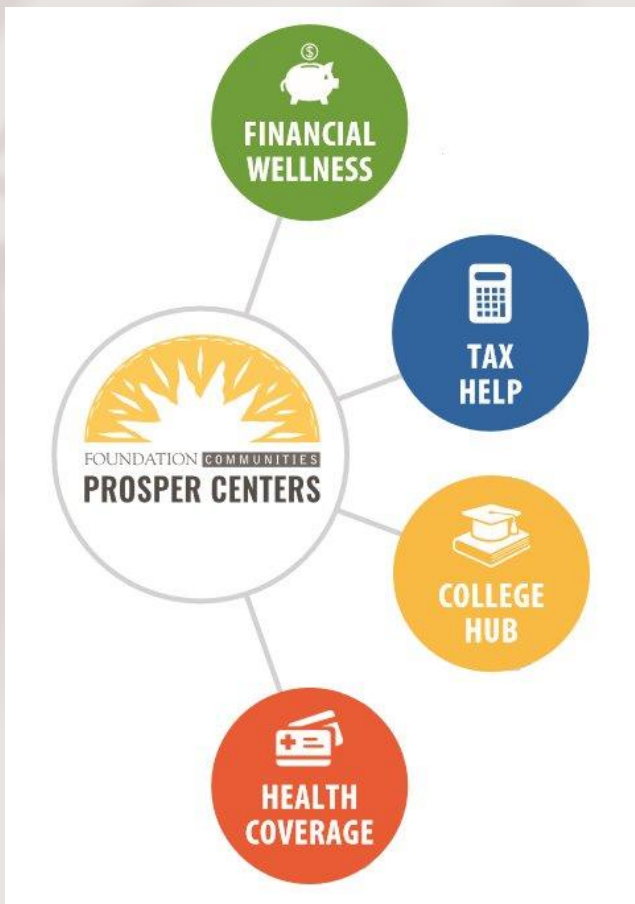 FINANCIAL
WELLNESS
TAX
HELP
FOUNDATION COMMUNITIES
PROSPER CENTERS
COLLEGE
HUB
HEALTH
COVERAGE